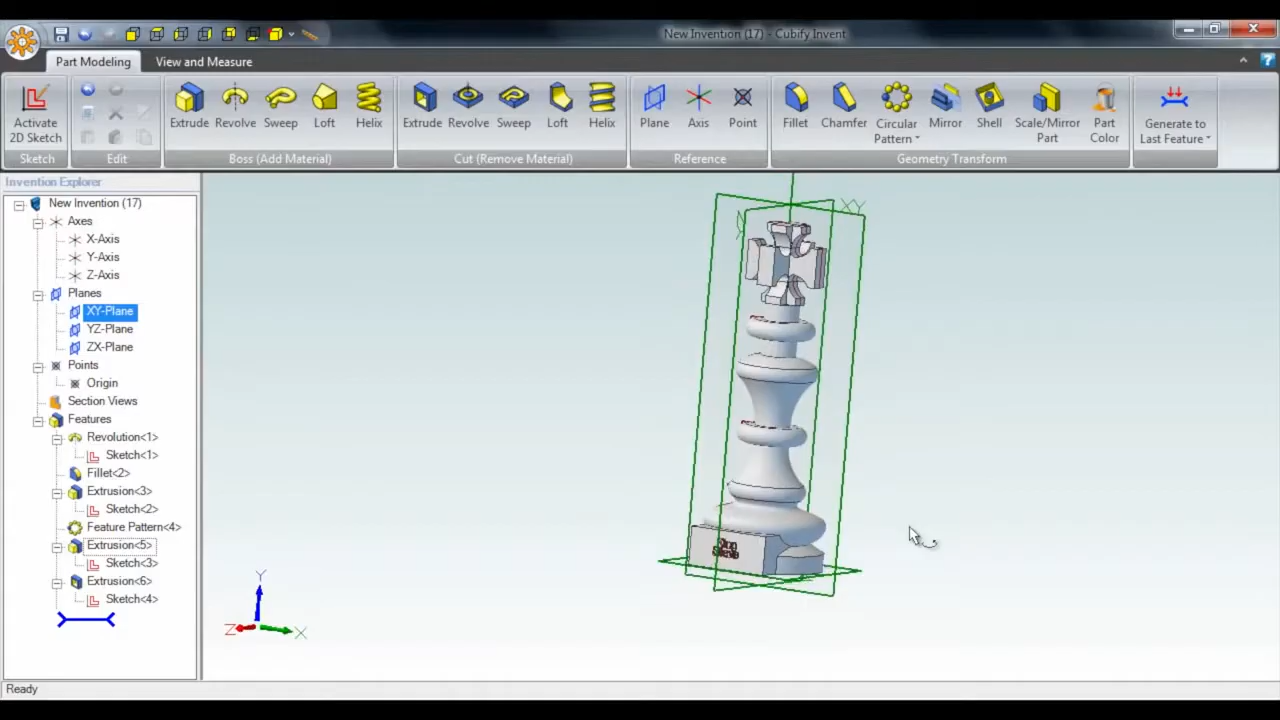 New Invention (17) - Cubify Invent
Part Modeling
View and Measure
Activate
2D Sketch
Extrude
Revolve
Sweep
Loft
Helix
Extrude
Revolve
Sweep
Loft
Helix
Plane
Axis
Point
Fillet
Chamfer
Circular
Pattern
Mirror
Shell
Scale/Mirror
Part
Part
Color
Generate to
Last Feature
Sketch
Edit
Boss (Add Material)
Cut (Remove Material)
Reference
Geometry Transform
Invention Explorer
New Invention (17)
Axes
X-Axis
Y-Axis
Z-Axis
Planes
XY-Plane
YZ-Plane
ZX-Plane
Points
Origin
Section Views
Features
Revolution<1>
Sketch<1>
Fillet<2>
Extrusion<3>
Sketch<2>
Feature Pattern<4>
Extrusion<5>
Sketch<3>
Extrusion<6>
Sketch<4>
XY
Y
Z
X
Ready